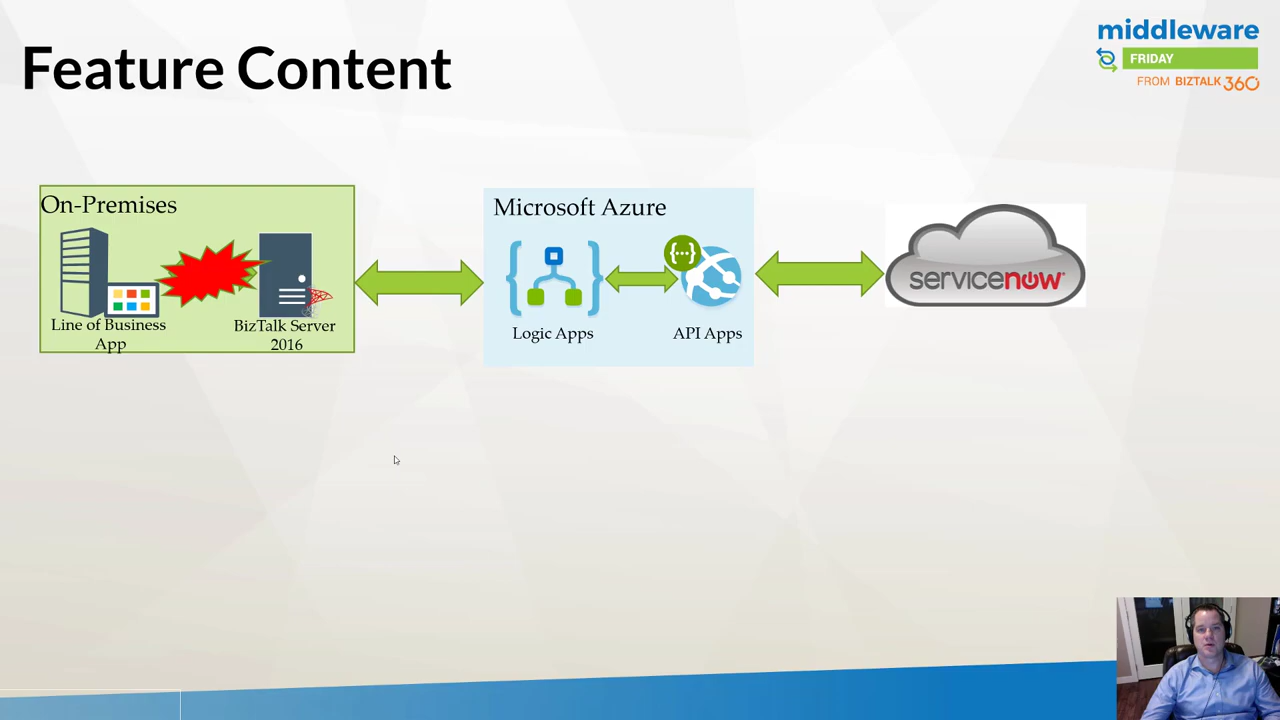 Feature Content
middleware
FRIDAY
FROM BIZTALK 360
On-Premises
Line of Business
App
BizTalk Server
2016
Microsoft Azure
Logic Apps
API Apps
servicenow